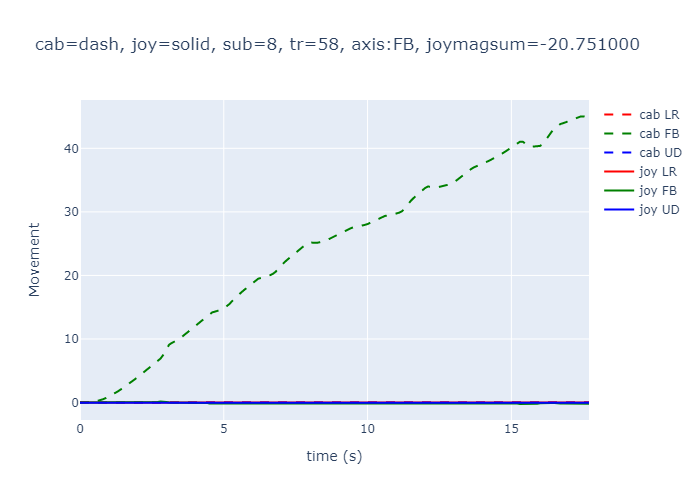 cab=dash, joy=solid, sub=8, tr=58, axis:FB, joymagsum=-20.751000
cab LR
cab FB
cab UD
joy LR
joy FB
joy UD
40
30
20
10
0
Movement
0 5 10 15
time (s)